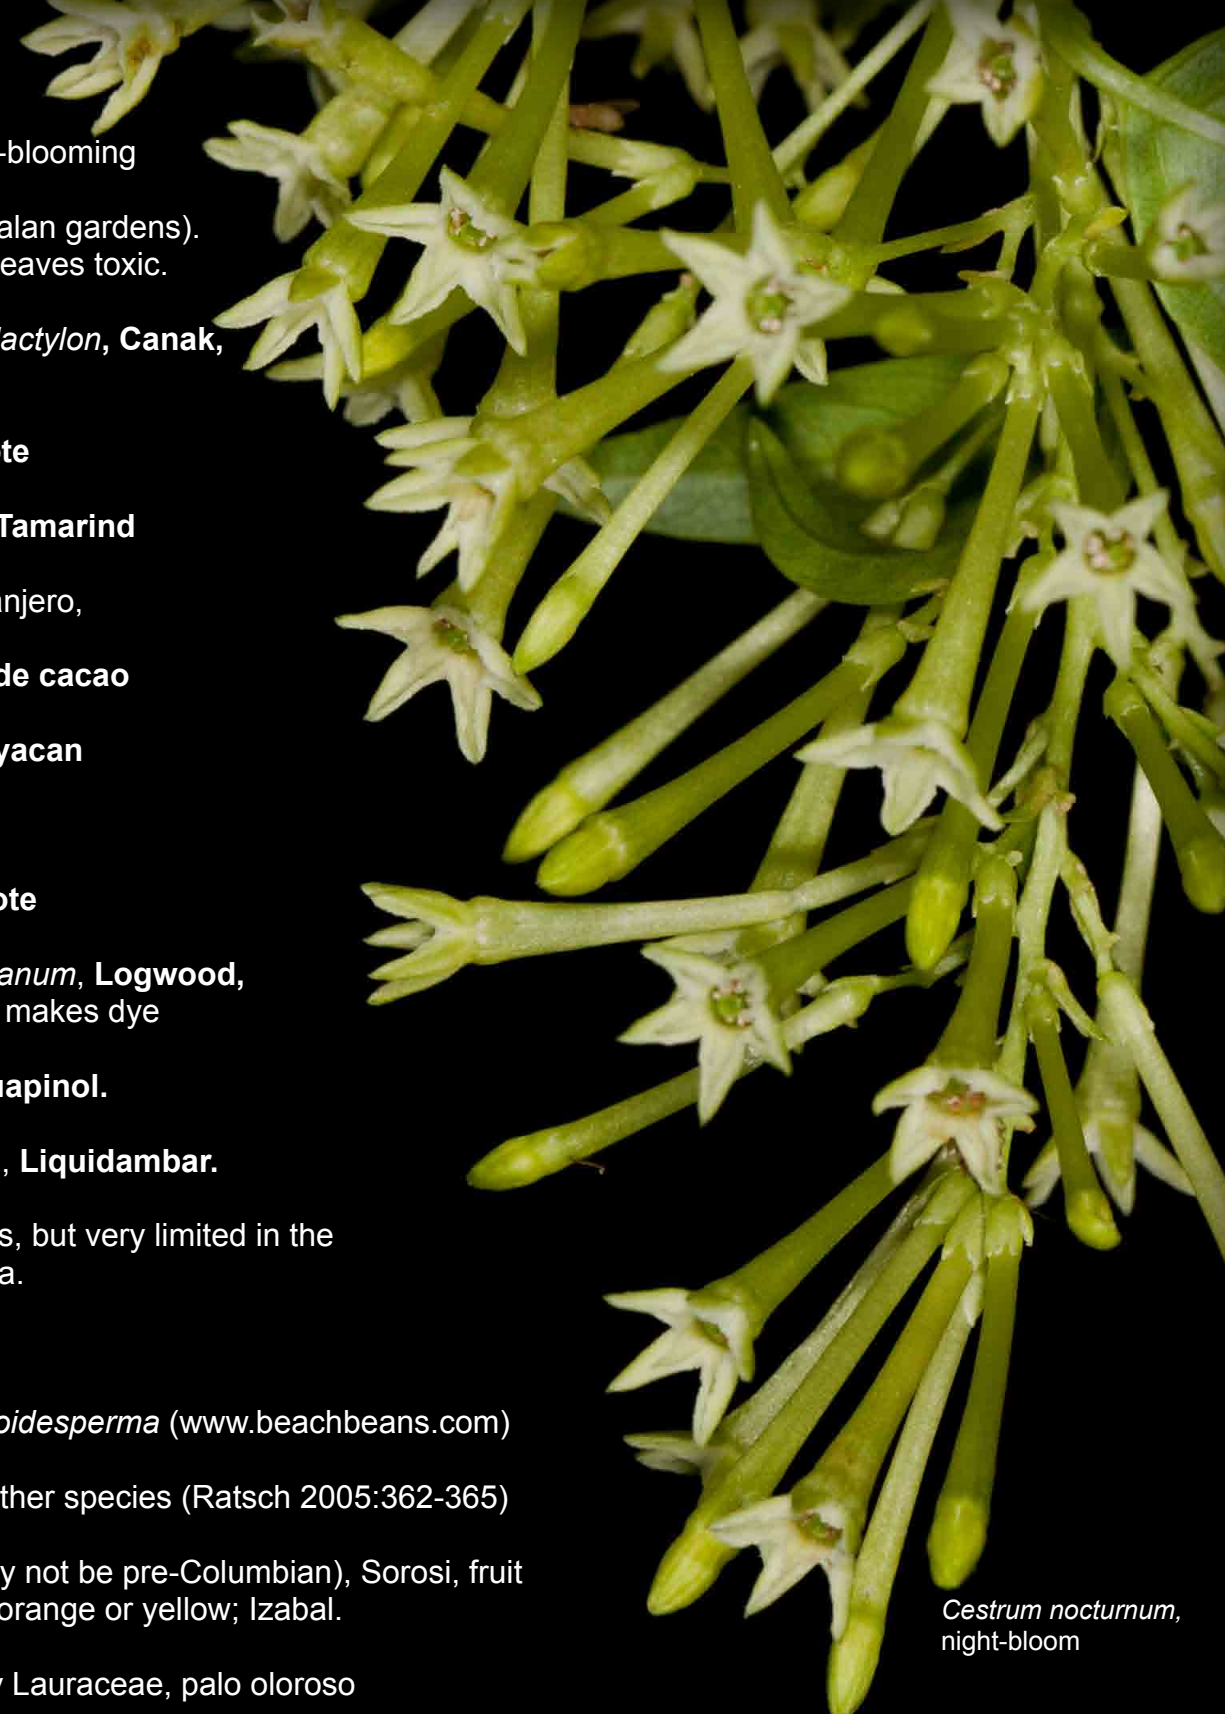 -blooming
alan gardens).
eaves toxic.
actylon, Canak,
te
Tamarind
anjero,
de cacao
yacan
ote
anum, Logwood,
makes dye
uapinol.
, Liquidambar.
s, but very limited in the
a.
oidesperma (www.beachbeans.com)
ther species (Ratsch 2005:362-365)
y not be pre-Columbian), Sorosi, fruit
orange or yellow; Izabal.
y Lauraceae, palo oloroso
Cestrum nocturnum,
night-bloom